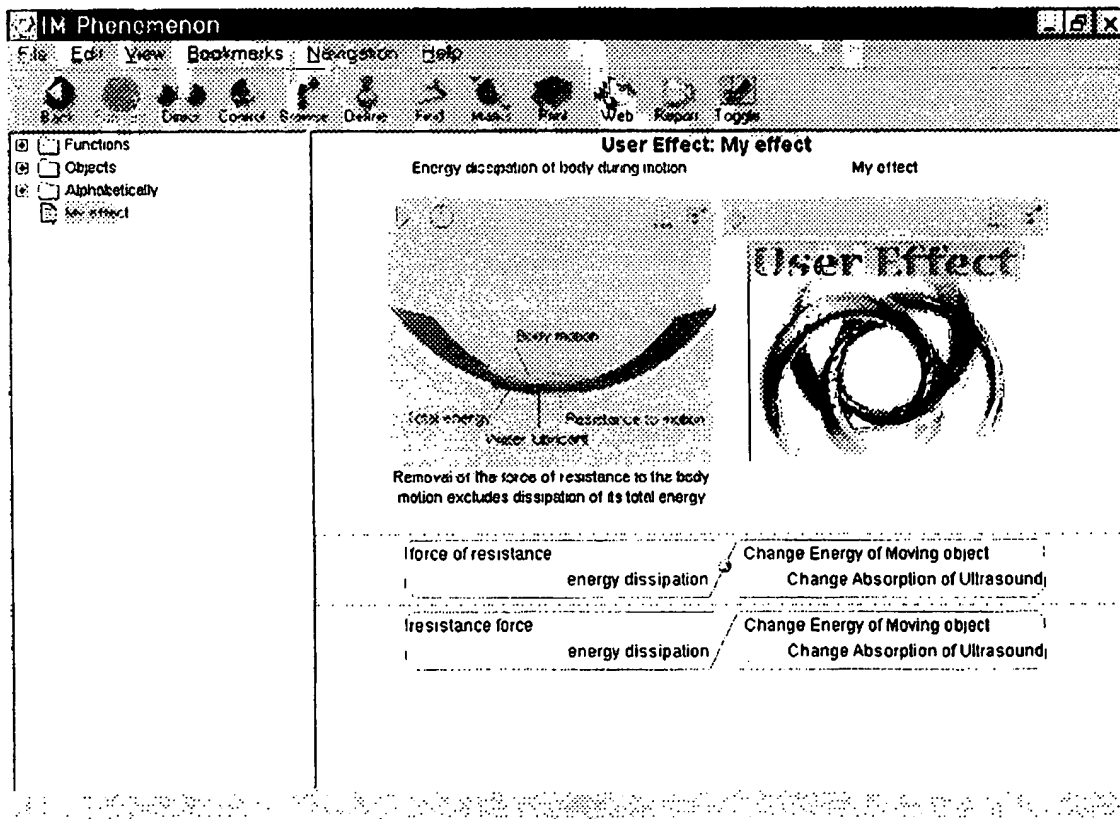 IM Phenomenon
File Edit View Bookmarks Navigation Help
Back Direct Control Browse Define Find Marks Print Web Report Toggle
Functions
Objects
Alphabetically
My effect
User Effect: My effect
Energy dissipation of body during motion My effect
User Effect
Body motion
Total energy Resistance to motion
Water lubricant
Removal of the force of resistance to the body
motion excludes dissipation of its total energy
force of resistance Change Energy of Moving object
energy dissipation Change Absorption of Ultrasound
resistance force Change Energy of Moving object
energy dissipation Change Absorption of Ultrasound